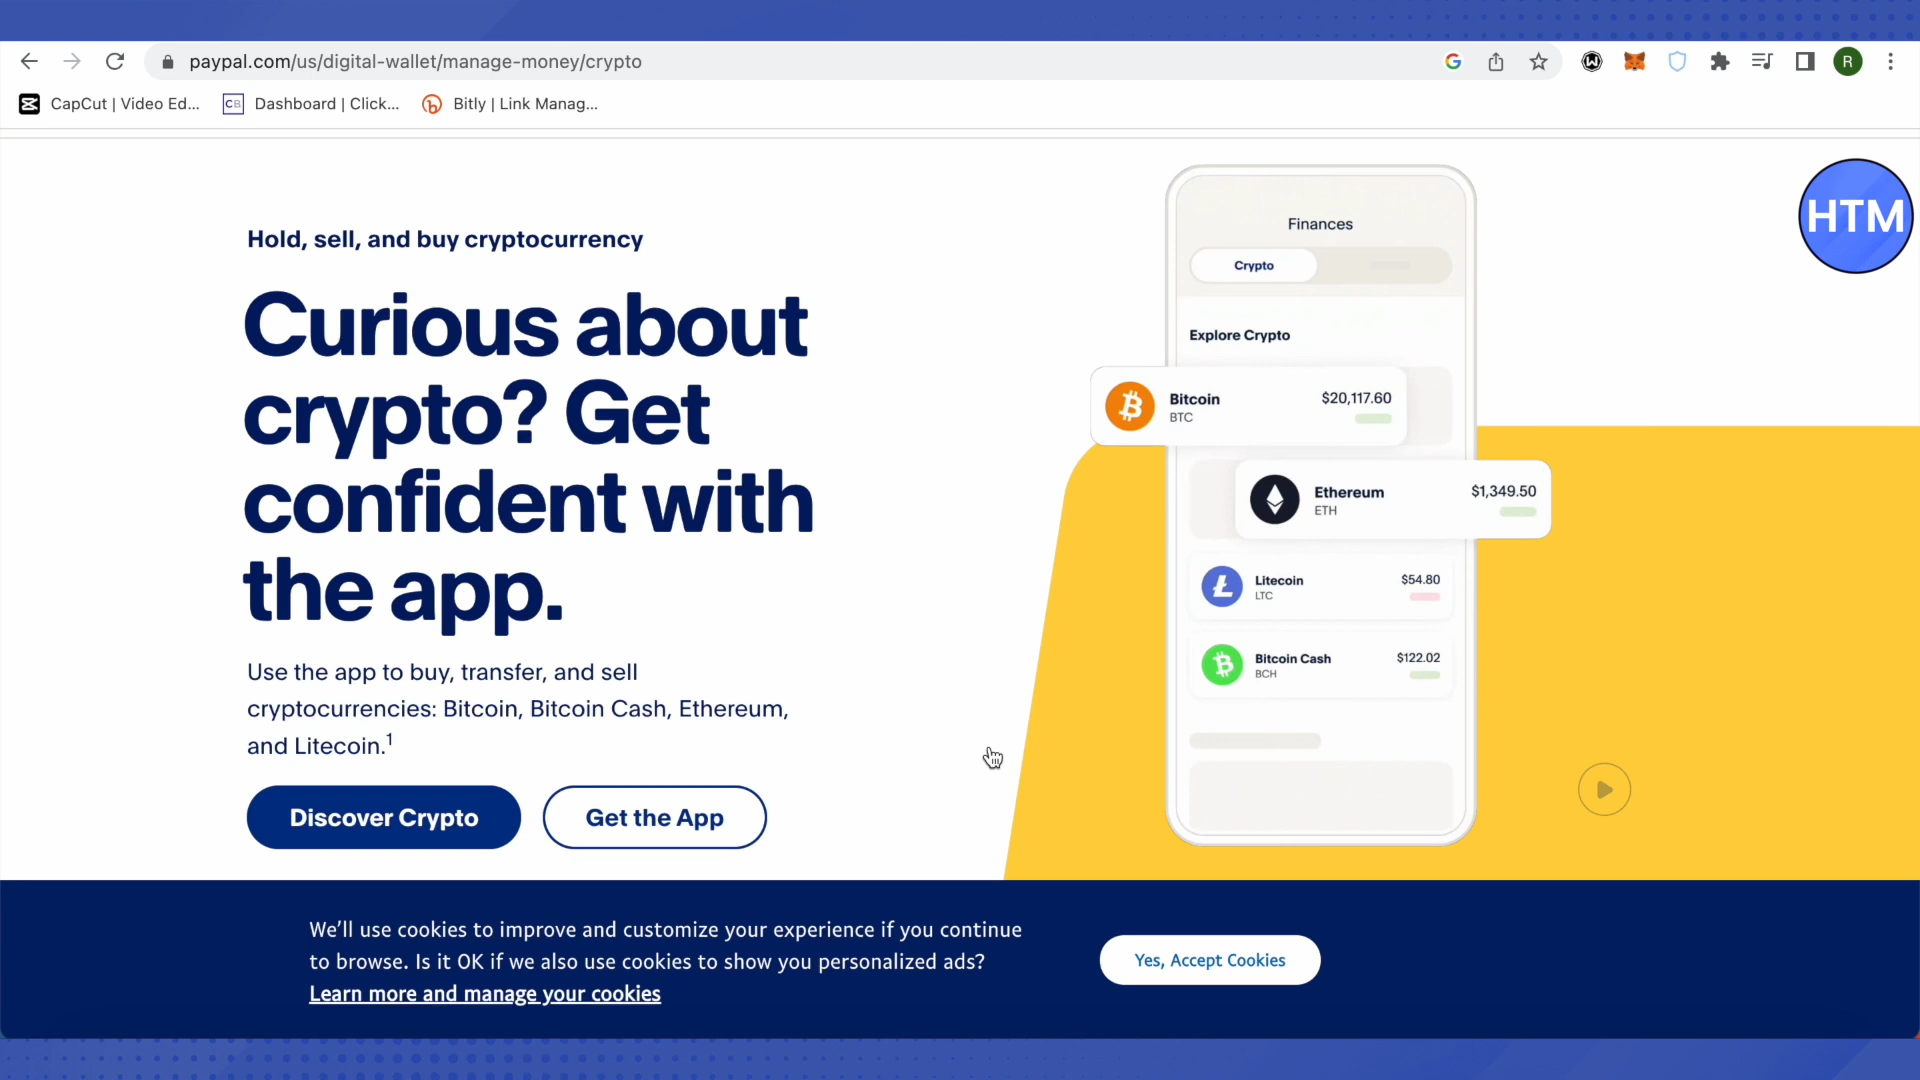 paypal.com/us/digital-wallet/manage-money/crypto
R
CapCut | Video Ed...
CB
Dashboard | Click...
Bitly | Link Manag...
HTM
Hold, sell, and buy cryptocurrency
Curious about
crypto? Get
confident with
the app.
Use the app to buy, transfer, and sell
cryptocurrencies: Bitcoin, Bitcoin Cash, Ethereum,
and Litecoin.1
Discover Crypto
Get the App
Finances
Crypto
Explore Crypto
Bitcoin
$20,117.60
BTC
Ethereum
$1,349.50
ETH
Litecoin
$54.80
LTC
Bitcoin Cash
$122.02
BCH
We'll use cookies to improve and customize your experience if you continue
to browse. Is it OK if we also use cookies to show you personalized ads?
Learn more and manage your cookies
Yes, Accept Cookies